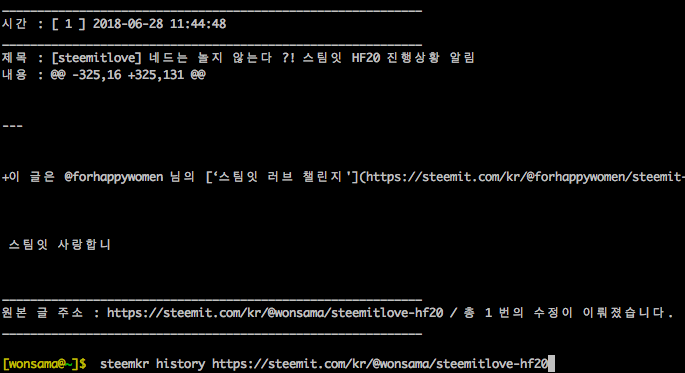 시간 : [ 1 ] 2018-06-28 11:44:48
제목 : [steemitlove] 네드는 놀지 않는다 ?! 스팀잇 HF20 진행상황 알림
내용 : @@ -325,16 +325,131 @@
---
+이 글은 @forhappywomen 님의 [‘스팀잇 러브 챌린지'](https://steemit.com/kr/@forhappywomen/steemit-
스팀잇 사랑합니
원본 글 주소 : https://steemit.com/kr/@wonsama/steemitlove-hf20 / 총 1 번의 수정이 이뤄졌습니다.
[wonsama@~]$ steemkr history https://steemit.com/kr/@wonsama/steemitlove-hf20